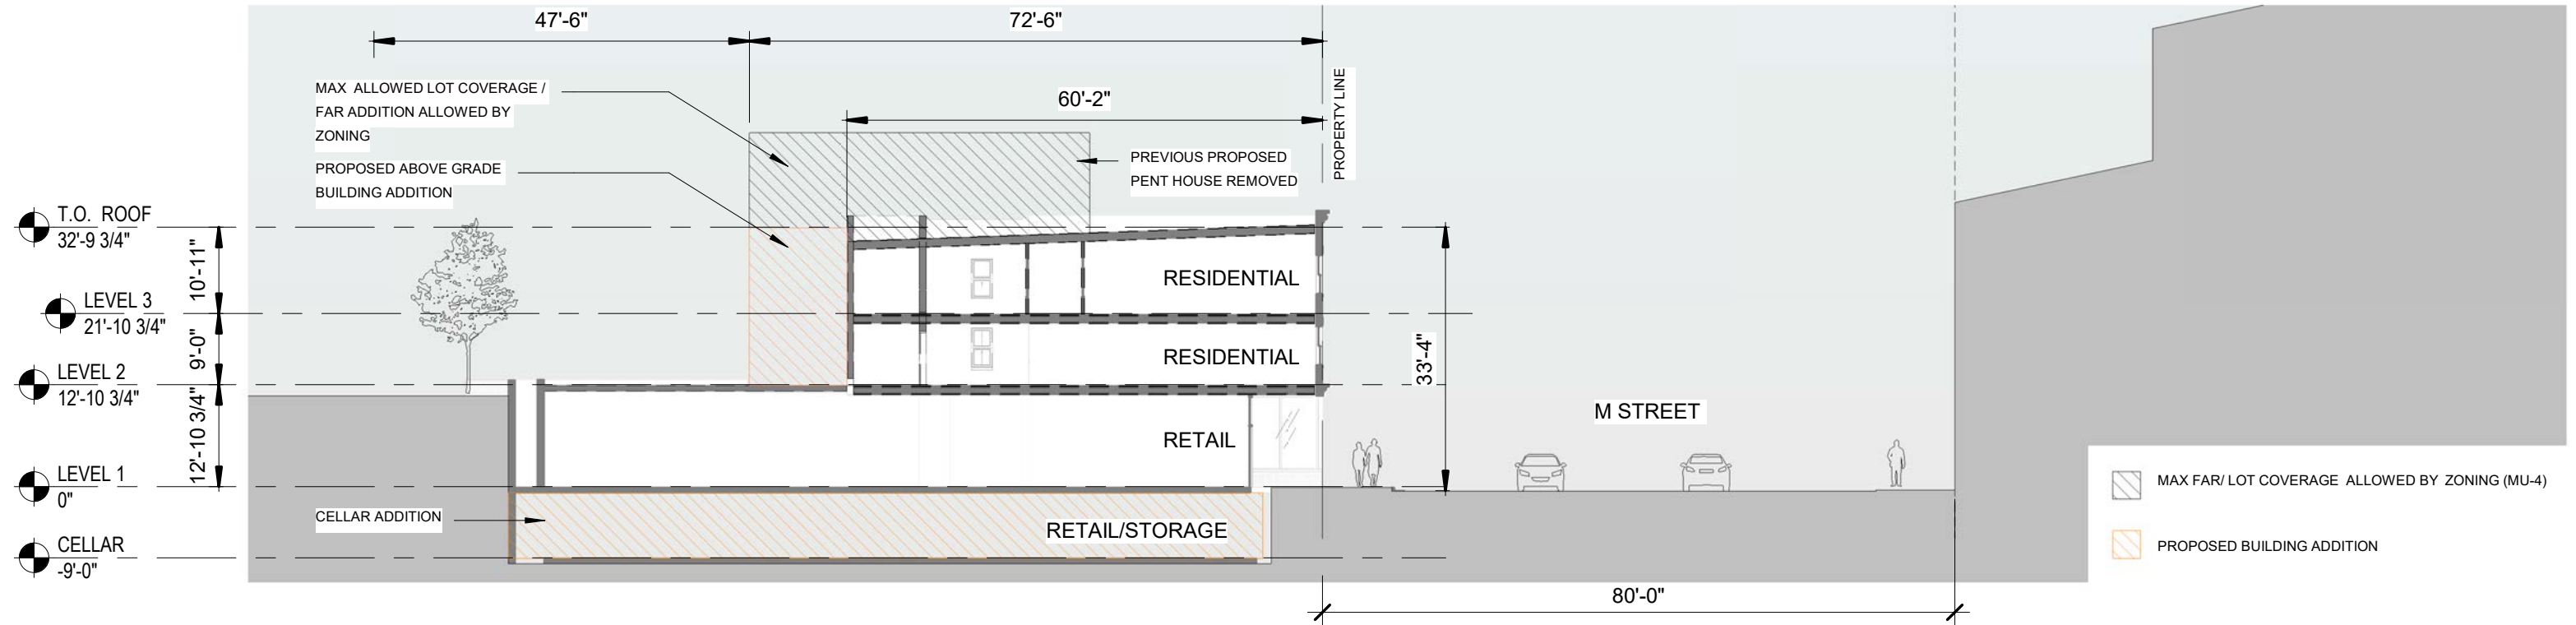 47'-6"
72'-6"
MAX ALLOWED LOT COVERAGE /
FAR ADDITION ALLOWED BY
ZONING
60'-2"
PROPERTY LINE
PROPOSED ABOVE GRADE
BUILDING ADDITION
PREVIOUS PROPOSED
PENT HOUSE REMOVED
T.O. ROOF
32'-9 3/4"
10'-11"
RESIDENTIAL
LEVEL 3
21'-10 3/4"
9'-0"
RESIDENTIAL
33'-4"
LEVEL 2
12'-10 3/4"
12'-10 3/4"
M STREET
RETAIL
LEVEL 1
0"
MAX FAR/ LOT COVERAGE ALLOWED BY ZONING (MU-4)
CELLAR ADDITION
RETAIL/STORAGE
PROPOSED BUILDING ADDITION
CELLAR
-9'-0"
80'-0"